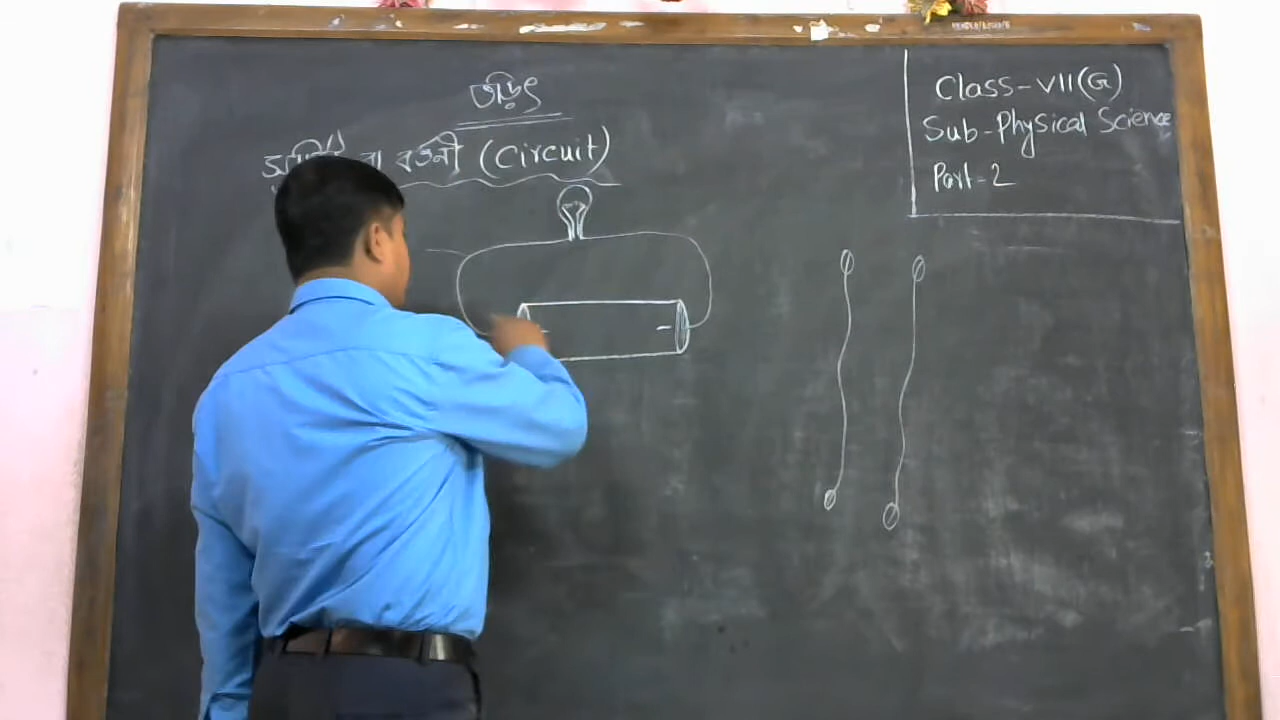 তড়িৎ
বা বর্তনী (Circuit)
Class-VII(G)
Sub-Physical Science
Part-2
-